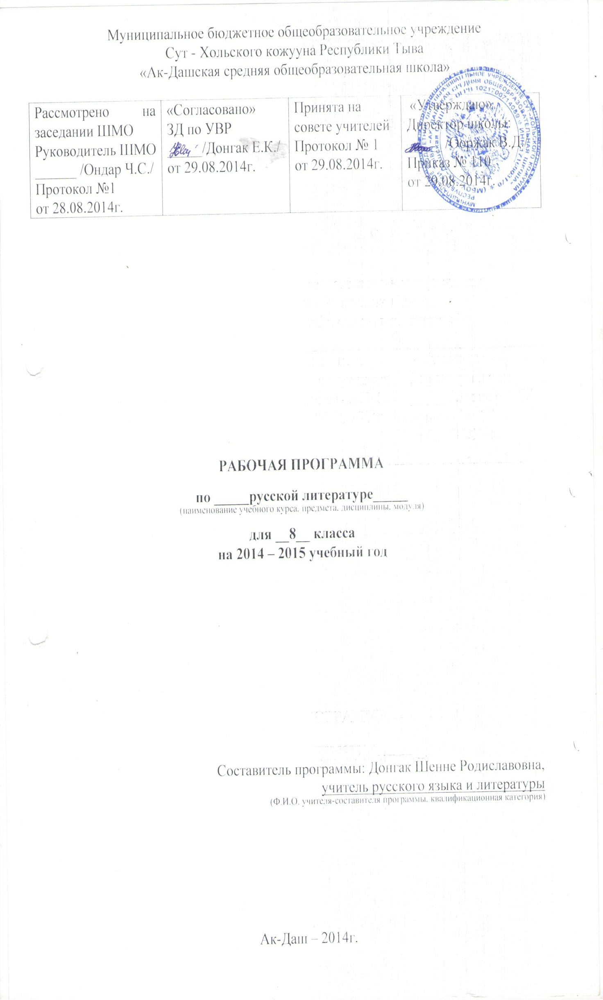 Муниципальное бюджетное общеобразовательное учреждение
Сут - Хольского кожууна Республики Тыва
«Ак-Дашская средняя общеобразовательная школа»
Рассмотрено на
заседании ШМО
Руководитель ШМО
______ /Ондар Ч.С./
Протокол №1
от 28.08.2014г.
«Согласовано»
ЗД по УВР
_____/Донгак Е.К./
от 29.08.2014г.
Принята на
совете учителей
Протокол № 1
от 29.08.2014г.
«Утверждаю»
Директор школы:
/Ооржак В.Д./
Приказ № 110
от 29.08.2014г.
ОГРН 1021700714089 * ИНН
РАБОЧАЯ ПРОГРАММА
по _____русской литературе_____
(наименование учебного курса, предмета, дисциплины, модуля)
для __8__ класса
на 2014 – 2015 учебный год
Составитель программы: Донгак Шенне Родиславовна,
учитель русского языка и литературы
(Ф.И.О. учителя-составителя программы, квалификационная категория)
Ак-Даш – 2014г.